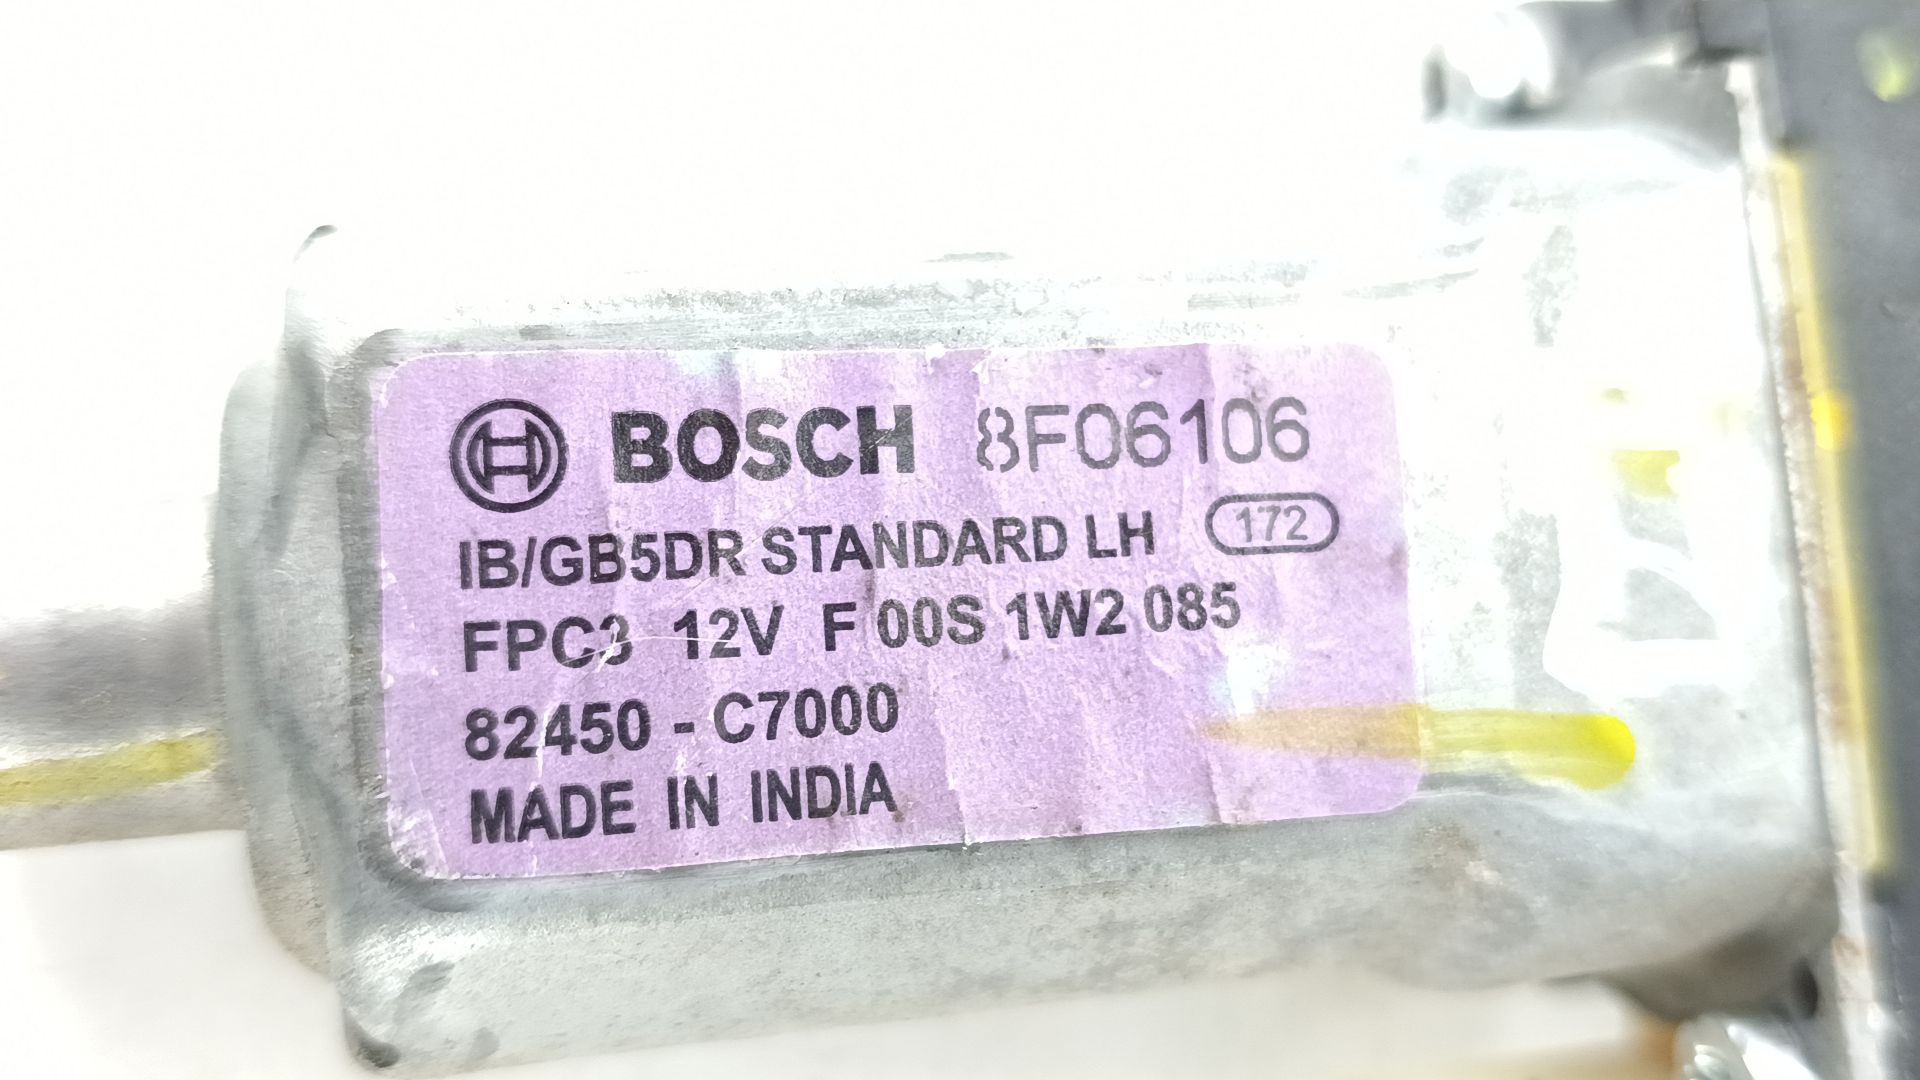 BOSCH 8F06106
IB/GB5DR STANDARD LH 172
FPC3 12V F 00S 1W2 085
82450 - C7000
MADE IN INDIA